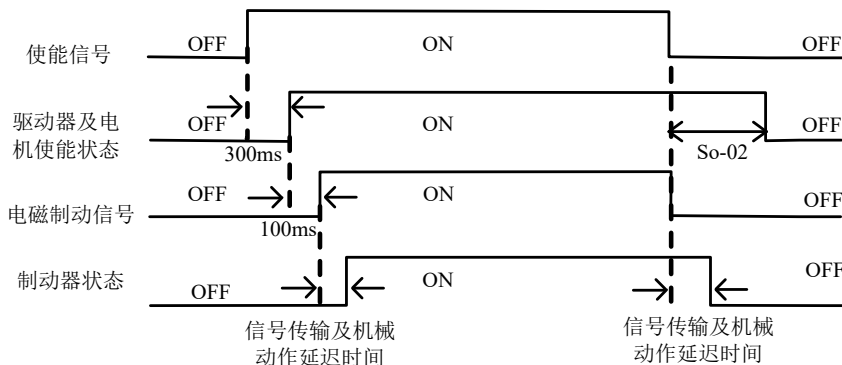 使能信号
OFF
ON
OFF
驱动器及电
机使能状态
OFF
ON
OFF
300ms
So-02
电磁制动信号
OFF
ON
OFF
100ms
制动器状态
OFF
ON
OFF
信号传输及机械
动作延迟时间
信号传输及机械
动作延迟时间